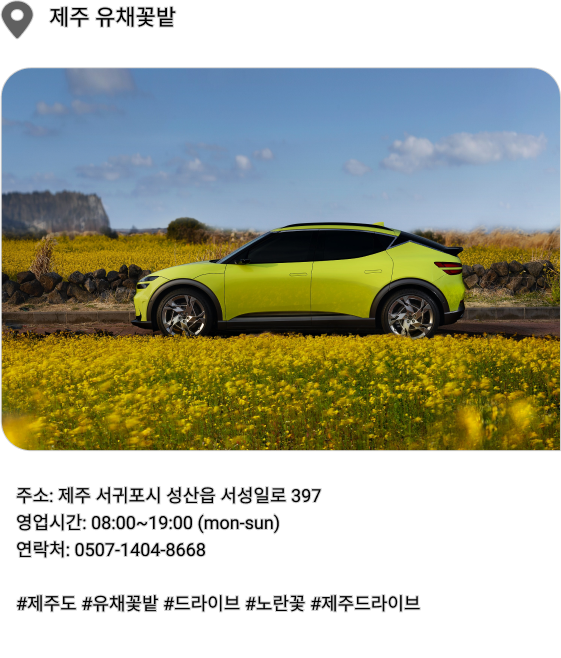 제주 유채꽃밭
주소: 제주 서귀포시 성산읍 서성일로 397
영업시간: 08:00~19:00 (mon-sun)
연락처: 0507-1404-8668
#제주도 #유채꽃밭 #드라이브 #노란꽃 #제주드라이브